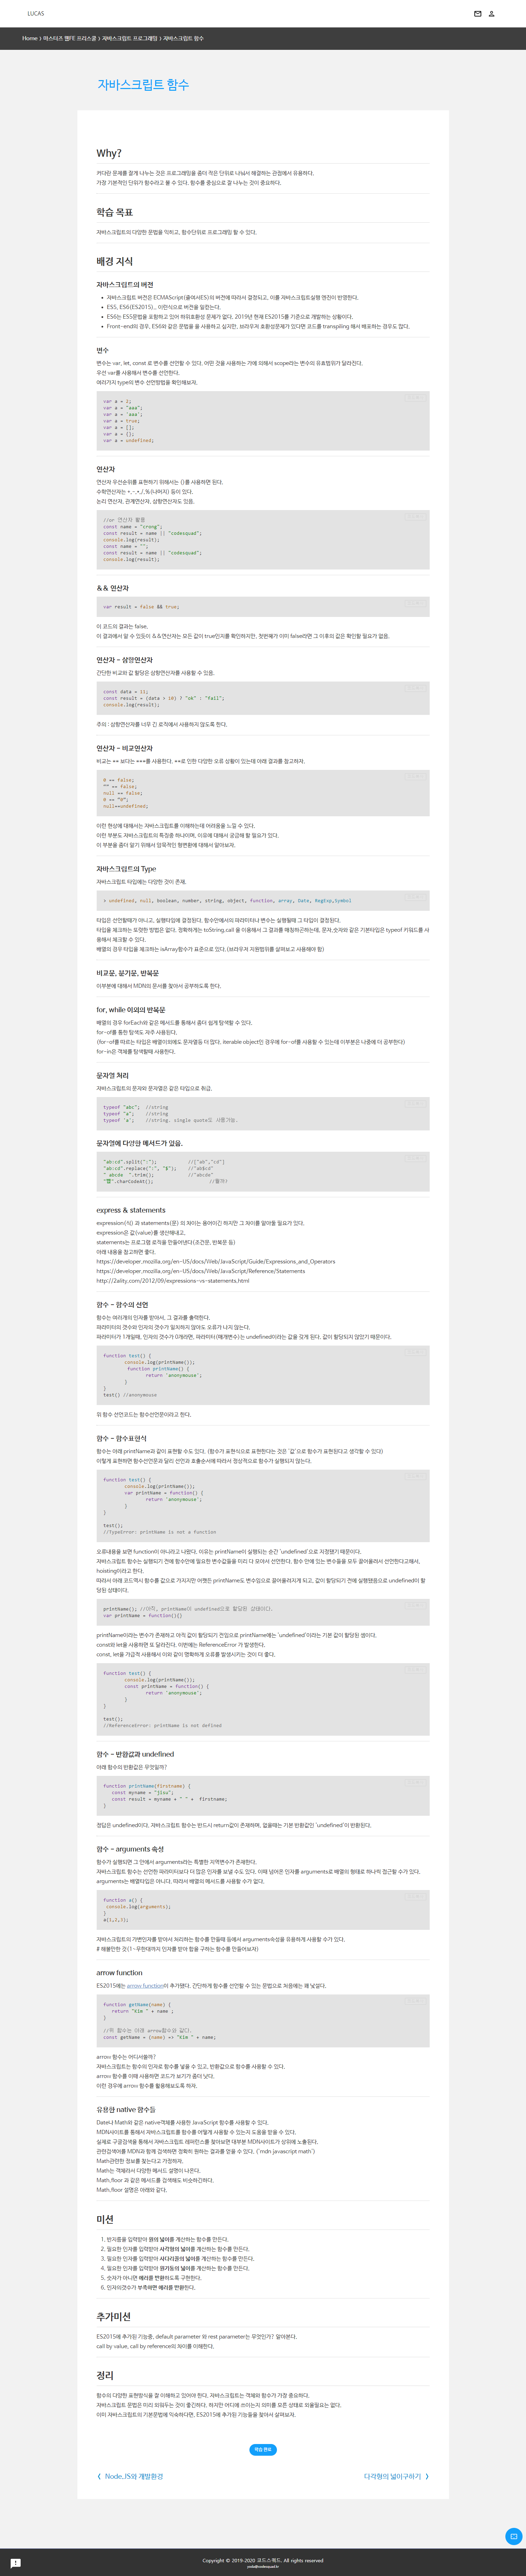 LUCAS
Home > 마스터즈 웹FE 프리스쿨 > 자바스크립트 프로그래밍 > 자바스크립트 함수
자바스크립트 함수
Why?
커다란 문제를 잘게 나누는 것은 프로그래밍을 좀더 작은 단위로 나눠서 해결하는 관점에서 유용하다.
가장 기본적인 단위가 함수라고 볼 수 있다. 함수를 중심으로 잘 나누는 것이 중요하다.
학습 목표
자바스크립트의 다양한 문법을 익히고, 함수단위로 프로그래밍 할 수 있다.
배경 지식
자바스크립트의 버전
자바스크립트 버전은 ECMAScript(줄여서ES)의 버전에 따라서 결정되고, 이를 자바스크립트실행 엔진이 반영한다.
ES5, ES6(ES2015).. 이런식으로 버전을 일컫는다.
ES6는 ES5문법을 포함하고 있어 하위호환성 문제가 없다. 2019년 현재 ES2015를 기준으로 개발하는 상황이다.
Front-end의 경우, ES6와 같은 문법을 을 사용하고 싶지만, 브라우저 호환성문제가 있다면 코드를 transpiling 해서 배포하는 경우도 많다.
변수
변수는 var, let, const 로 변수를 선언할 수 있다. 어떤 것을 사용하는 가에 의해서 scope라는 변수의 유효범위가 달라진다.
우선 var를 사용해서 변수를 선언한다.
여러가지 type의 변수 선언방법을 확인해보자.
var a = 2;
var a = "aaa";
var a = 'aaa';
var a = true;
var a = [];
var a = {};
var a = undefined;
연산자
연산자 우선순위를 표현하기 위해서는 ()를 사용하면 된다.
수학연산자는 +,-,*,/,%(나머지) 등이 있다.
논리 연산자, 관계연산자, 삼항연산자도 있음.
//or 연산자 활용
const name = "crong";
const result = name || "codesquad";
console.log(result);
const name = "";
const result = name || "codesquad";
console.log(result);
&& 연산자
var result = false && true;
이 코드의 결과는 false.
이 결과에서 알 수 있듯이 &&연산자는 모든 값이 true인지를 확인하지만, 첫번째가 이미 false라면 그 이후의 값은 확인할 필요가 없음.
연산자 - 삼항연산자
간단한 비교와 값 할당은 삼항연산자를 사용할 수 있음.
const data = 11;
const result = (data > 10) ? "ok" : "fail";
console.log(result);
주의 : 삼항연산자를 너무 긴 로직에서 사용하지 않도록 한다.
연산자 - 비교연산자
비교는 == 보다는 ===를 사용한다. ==로 인한 다양한 오류 상황이 있는데 아래 결과를 참고하자.
0 == false;
"" == false;
null == false;
0 == "0";
null==undefined;
이런 현상에 대해서는 자바스크립트를 이해하는데 어려움을 느낄 수 있다.
이런 부분도 자바스크립트의 특징중 하나이며, 이유에 대해서 궁금해 할 필요가 있다.
이 부분을 좀더 알기 위해서 암묵적인 형변환에 대해서 알아보자.
자바스크립트의 Type
자바스크립트 타입에는 다양한 것이 존재.
> undefined, null, boolean, number, string, object, function, array, Date, RegExp,Symbol
타입은 선언할때가 아니고, 실행타임에 결정된다. 함수안에서의 파라미터나 변수는 실행될때 그 타입이 결정된다.
타입을 체크하는 또렷한 방법은 없다. 정확하게는 toString.call 을 이용해서 그 결과를 매칭하곤하는데, 문자,숫자와 같은 기본타입은 typeof 키워드를 사용해서 체크할 수 있다.
배열의 경우 타입을 체크하는 isArray함수가 표준으로 있다.(브라우저 지원범위를 살펴보고 사용해야 함)
비교문, 분기문, 반복문
이부분에 대해서 MDN의 문서를 찾아서 공부하도록 한다.
for, while 이외의 반복문
배열의 경우 forEach와 같은 메서드를 통해서 좀더 쉽게 탐색할 수 있다.
for-of를 통한 탐색도 자주 사용된다.
(for-of를 따르는 타입은 배열이외에도 문자열등 더 많다. iterable object인 경우에 for-of를 사용할 수 있는데 이부분은 나중에 더 공부한다)
for-in은 객체를 탐색할때 사용한다.
문자열 처리
자바스크립트의 문자와 문자열은 같은 타입으로 취급.
typeof "abc"; //string
typeof "a"; //string
typeof 'a'; //string. single quote도 사용가능.
문자열에 다양한 메서드가 있음.
"ab:cd".split(":"); //["ab","cd"]
"ab:cd".replace(":", "$"); //"ab$cd"
" abcde ".trim(); //"abcde"
express & statements
expression(식) 과 statements(문) 의 차이는 용어이긴 하지만 그 차이를 알아둘 필요가 있다.
expression은 값(value)를 생산해내고,
statements는 프로그램 로직을 만들어낸다(조건문, 반복문 등)
아래 내용을 참고하면 좋다.
https://developer.mozilla.org/en-US/docs/Web/JavaScript/Guide/Expressions_and_Operators
https://developer.mozilla.org/en-US/docs/Web/JavaScript/Reference/Statements
http://2ality.com/2012/09/expressions-vs-statements.html
함수 - 함수의 선언
함수는 여러개의 인자를 받아서, 그 결과를 출력한다.
파라미터의 갯수와 인자의 갯수가 일치하지 않아도 오류가 나지 않는다.
파라미터가 1개일때, 인자의 갯수가 0개라면, 파라미터(매개변수)는 undefined이라는 값을 갖게 된다. 값이 할당되지 않았기 때문이다.
function test() {
console.log(printName());
function printName() {
return 'anonymouse';
}
}
test() //anonymouse
위 함수 선언코드는 함수선언문이라고 한다.
함수 - 함수표현식
함수는 아래 printName과 같이 표현할 수도 있다. (함수가 표현식으로 표현한다는 것은 '값'으로 함수가 표현된다고 생각할 수 있다)
이렇게 표현하면 함수선언문과 달리 선언과 호출순서에 따라서 정상적으로 함수가 실행되지 않는다.
function test() {
console.log(printName());
var printName = function() {
return 'anonymouse';
}
}
test();
//TypeError: printName is not a function
오류내용을 보면 function이 아니라고 나왔다. 이유는 printName이 실행되는 순간 'undefined'으로 지정됐기 때문이다.
자바스크립트 함수는 실행되기 전에 함수안에 필요한 변수값들을 미리 다 모아서 선언한다. 함수 안에 있는 변수들을 모두 끌어올려서 선언한다고해서, hoisting이라고 한다.
따라서 아래 코드역시 함수를 값으로 가지지만 어쨋든 printName도 변수임으로 끌어올려지게 되고, 값이 할당되기 전에 실행됐음으로 undefined이 할당된 상태이다.
printName(); //아직, printName이 undefined으로 할당된 상태이다.
var printName = function(){}
printName이라는 변수가 존재하고 아직 값이 할당되기 전임으로 printName에는 'undefined'이라는 기본 값이 할당된 셈이다.
const와 let을 사용하면 또 달라진다. 이번에는 ReferenceError 가 발생한다.
const, let을 가급적 사용해서 이와 같이 명확하게 오류를 발생시키는 것이 더 좋다.
function test() {
console.log(printName());
const printName = function() {
return 'anonymouse';
}
}
test();
//ReferenceError: printName is not defined
함수 - 반환값과 undefined
아래 함수의 반환값은 무엇일까?
function printName(firstname) {
const myname = "jisu";
const result = myname + " " + firstname;
}
정답은 undefined이다. 자바스크립트 함수는 반드시 return값이 존재하며, 없을때는 기본 반환값인 'undefined'이 반환된다.
함수 - arguments 속성
함수가 실행되면 그 안에서 arguments라는 특별한 지역변수가 존재한다.
자바스크립트 함수는 선언한 파라미터보다 더 많은 인자를 보낼 수도 있다. 이때 넘어온 인자를 arguments로 배열의 형태로 하나씩 접근할 수가 있다.
arguments는 배열타입은 아니다. 따라서 배열의 메서드를 사용할 수가 없다.
function a() {
console.log(arguments);
}
a(1,2,3);
자바스크립트의 가변인자를 받아서 처리하는 함수를 만들때 등에서 arguments속성을 유용하게 사용할 수가 있다.
# 해볼만한 것(1~무한대까지 인자를 받아 합을 구하는 함수를 만들어보자)
arrow function
ES2015에는 arrow function이 추가됐다. 간단하게 함수를 선언할 수 있는 문법으로 처음에는 꽤 낯설다.
function getName(name) {
return "Kim " + name ;
}
//위 함수는 아래 arrow함수와 같다.
const getName = (name) => "Kim " + name;
arrow 함수는 어디서쓸까?
자바스크립트는 함수의 인자로 함수를 넣을 수 있고, 반환값으로 함수를 사용할 수 있다.
arrow 함수를 이때 사용하면 코드가 보기가 좀더 낫다.
이런 경우에 arrow 함수를 활용해보도록 하자.
유용한 native 함수들
Date나 Math와 같은 native객체를 사용한 JavaScript 함수를 사용할 수 있다.
MDN사이트를 통해서 자바스크립트를 함수를 어떻게 사용할 수 있는지 도움을 받을 수 있다.
실제로 구글검색을 통해서 자바스크립트 레퍼런스를 찾아보면 대부분 MDN사이트가 상위에 노출된다.
관련검색어를 MDN과 함께 검색하면 정확히 원하는 결과를 얻을 수 있다. ('mdn javascript math')
Math관련한 정보를 찾는다고 가정하자.
Math는 객체라서 다양한 메서드 설명이 나온다.
Math.floor 과 같은 메서드를 검색해도 비슷하긴하다.
Math.floor 설명은 아래와 같다.
미션
1. 반지름을 입력받아 원의 넓이를 계산하는 함수를 만든다.
2. 필요한 인자를 입력받아 사각형의 넓이를 계산하는 함수를 만든다.
3. 필요한 인자를 입력받아 사다리꼴의 넓이를 계산하는 함수를 만든다.
4. 필요한 인자를 입력받아 원기둥의 넓이를 계산하는 함수를 만든다.
5. 숫자가 아니면 에러를 반환하도록 구현한다.
6. 인자의갯수가 부족하면 에러를 반환한다.
추가미션
ES2015에 추가된 기능중, default parameter 와 rest parameter는 무엇인가? 알아본다.
call by value, call by reference의 차이를 이해한다.
정리
함수의 다양한 표현방식을 잘 이해하고 있어야 한다. 자바스크립트는 객체와 함수가 가장 중요하다.
자바스크립트 문법은 미리 외워두는 것이 좋긴하다. 하지만 어디에 쓰이는지 의미를 모른 상태로 외울필요는 없다.
이미 자바스크립트의 기본문법에 익숙하다면, ES2015에 추가된 기능들을 찾아서 살펴보자.
학습 완료
Node.JS와 개발환경
다각형의 넓이구하기
Copyright © 2019-2020 코드스쿼드. All rights reserved